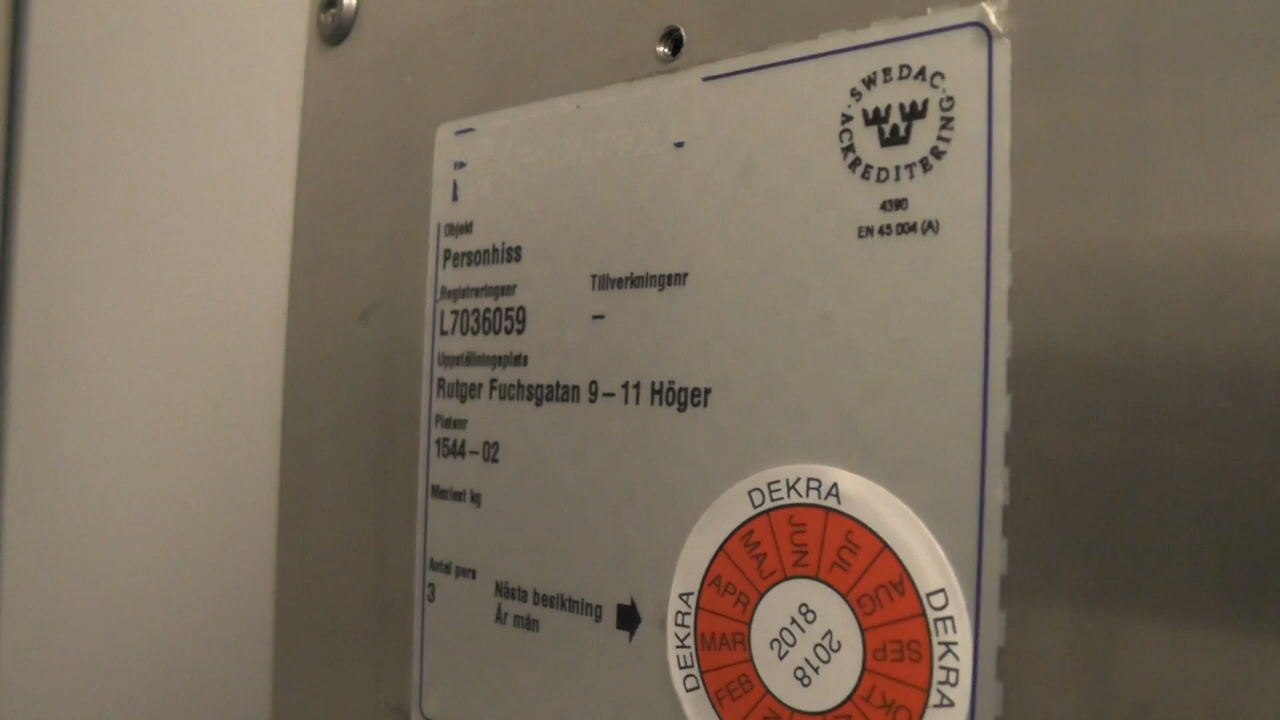 SWEDAC
ACKREDITERING
4390
EN 45 004 (A)
Objekt
Personhiss
Registreringsnr
Tillverkningsnr
L7036059
–
Uppställningsplats
Rutger Fuchsgatan 9–11 Höger
Platsnr
1544–02
Maxlast kg
Antal pers
3
Nästa besiktning
År mån
DEKRA
DEKRA
DEKRA
FEB
MAR
APR
MAJ
JUN
JUL
AUG
SEP
OKT
2018
2018